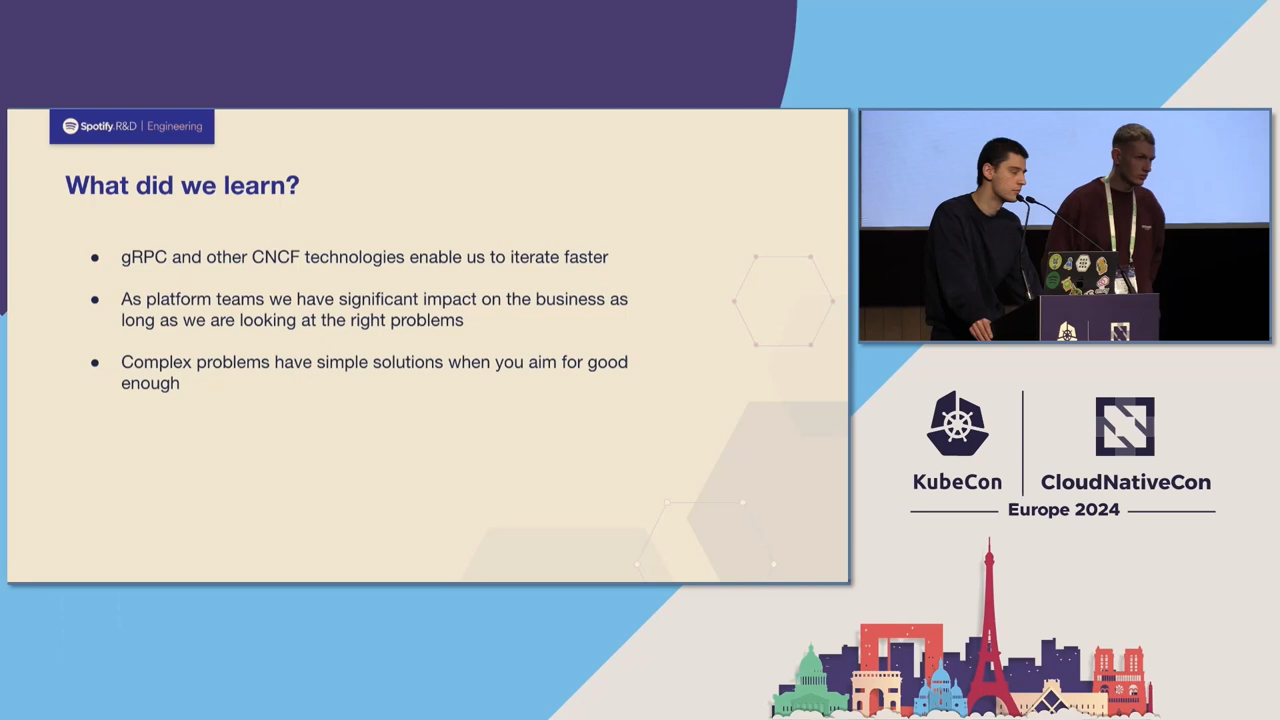 Spotify R&D | Engineering
What did we learn?
• gRPC and other CNCF technologies enable us to iterate faster
• As platform teams we have significant impact on the business as
long as we are looking at the right problems
• Complex problems have simple solutions when you aim for good
enough
KubeCon
CloudNativeCon
Europe 2024